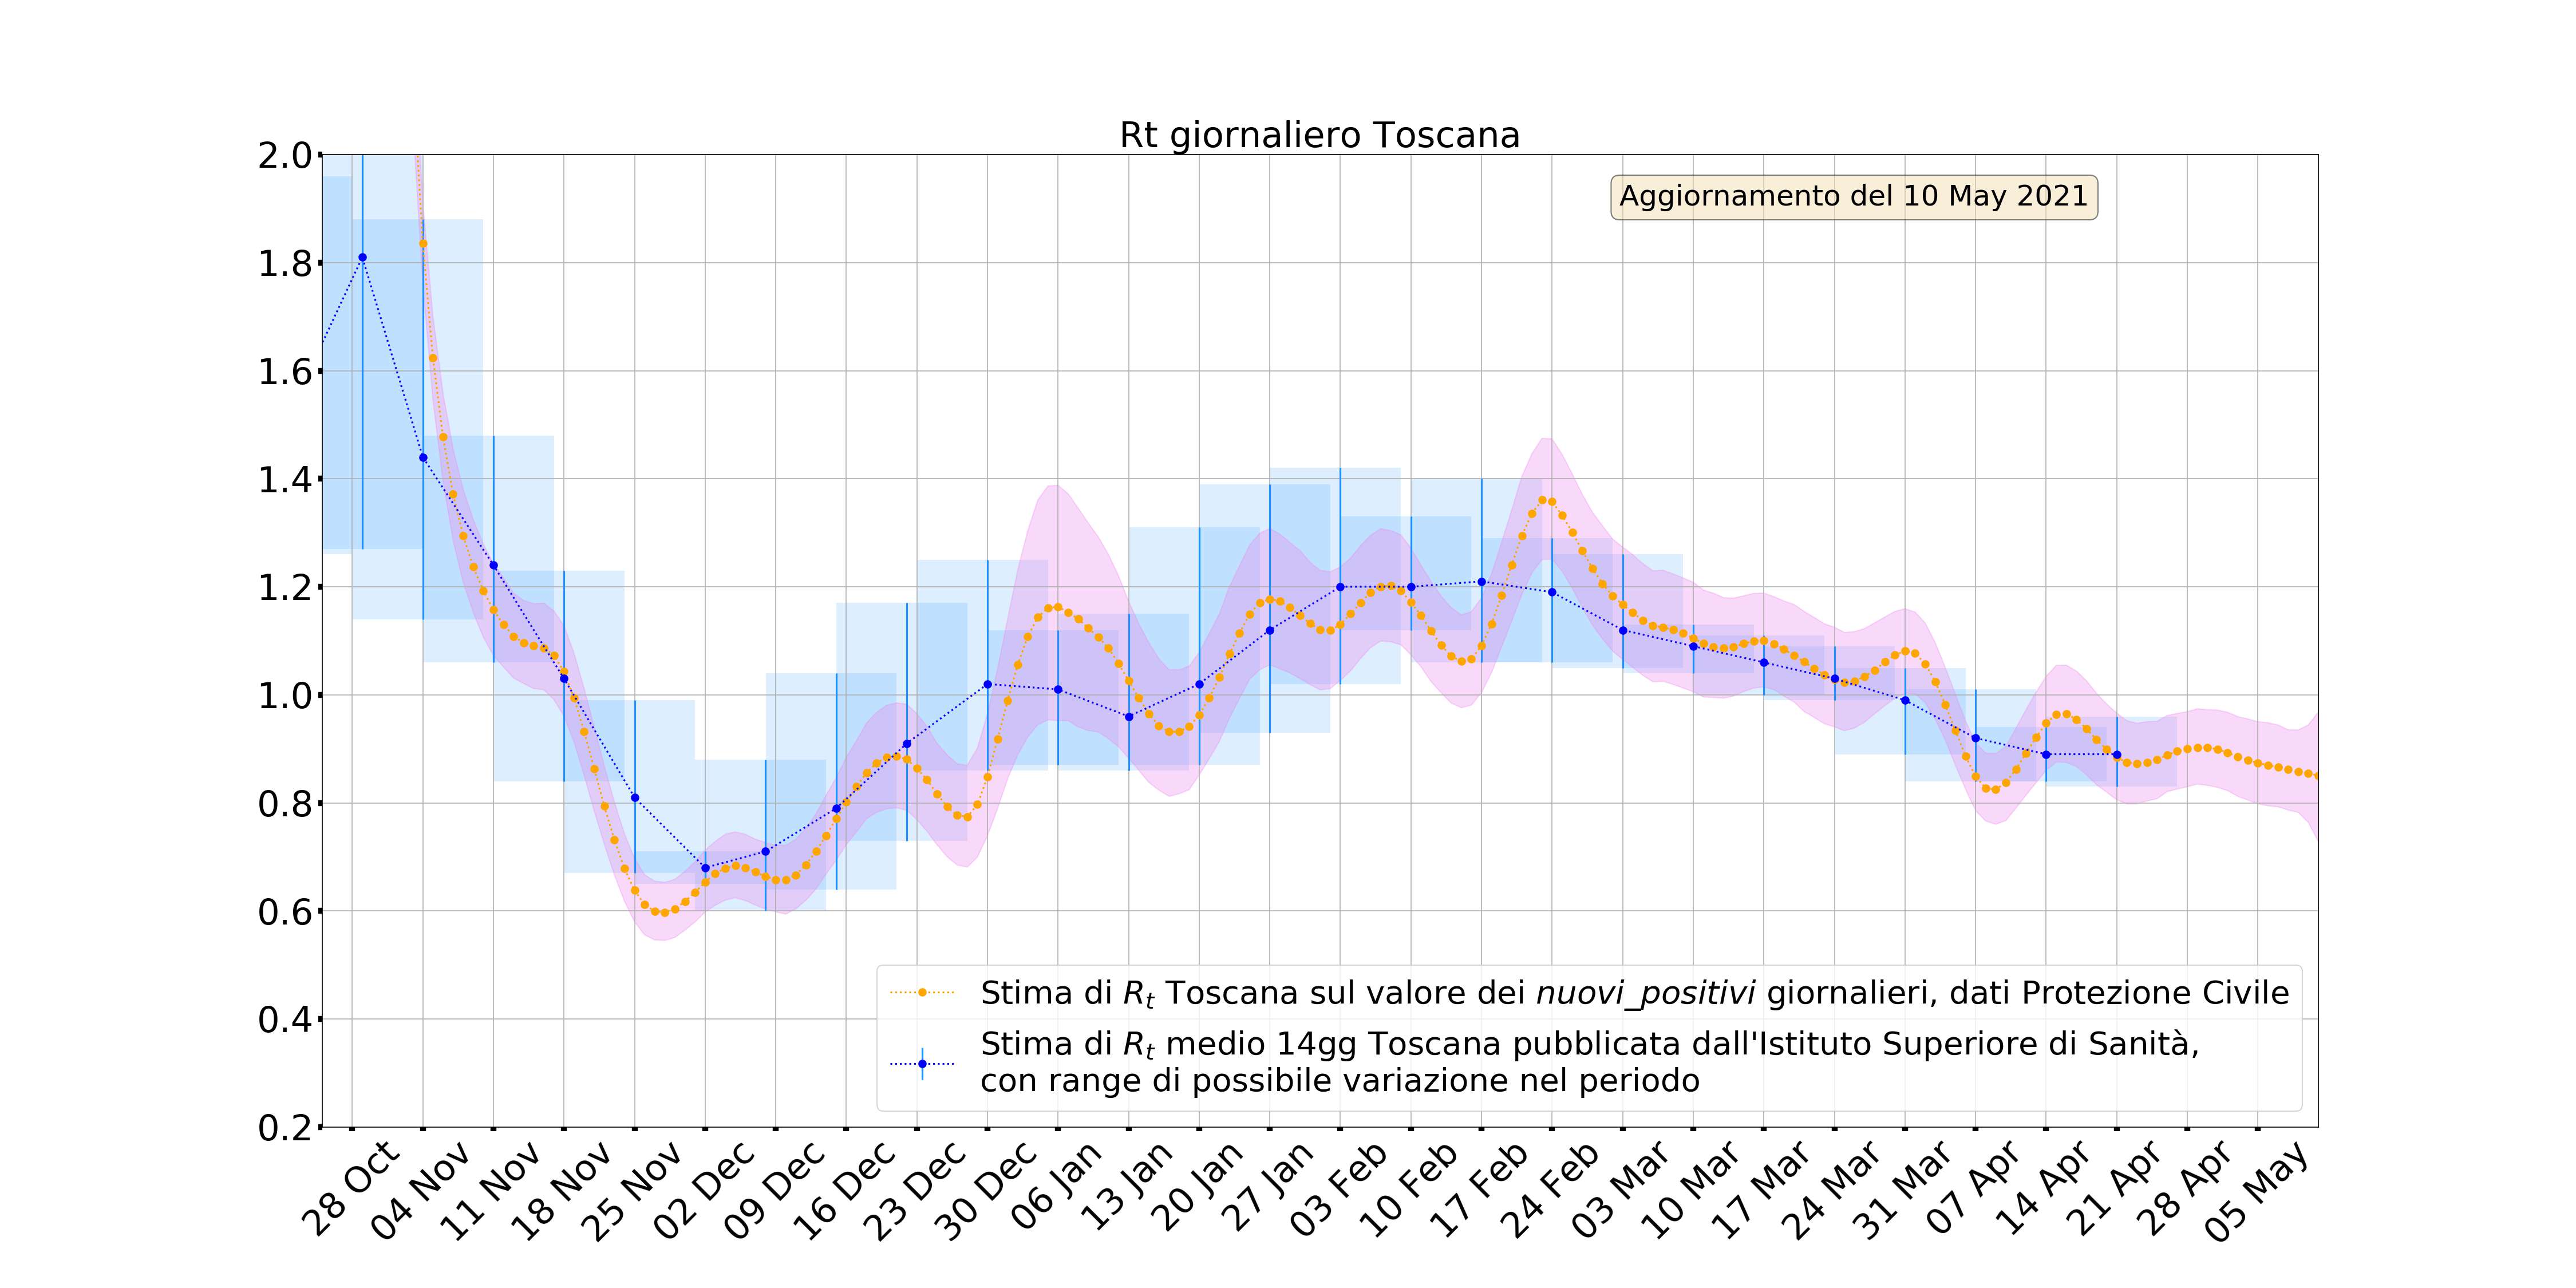 Rt giornaliero Toscana
Aggiornamento del 10 May 2021
2.0
1.8
1.6
1.4
1.2
1.0
0.8
0.6
0.4
0.2
Stima di Rt Toscana sul valore dei nuovi_positivi giornalieri, dati Protezione Civile
Stima di Rt medio 14gg Toscana pubblicata dall'Istituto Superiore di Sanità,
con range di possibile variazione nel periodo
28 Oct
04 Nov
11 Nov
18 Nov
25 Nov
02 Dec
09 Dec
16 Dec
23 Dec
30 Dec
06 Jan
13 Jan
20 Jan
27 Jan
03 Feb
10 Feb
17 Feb
24 Feb
03 Mar
10 Mar
17 Mar
24 Mar
31 Mar
07 Apr
14 Apr
21 Apr
28 Apr
05 May